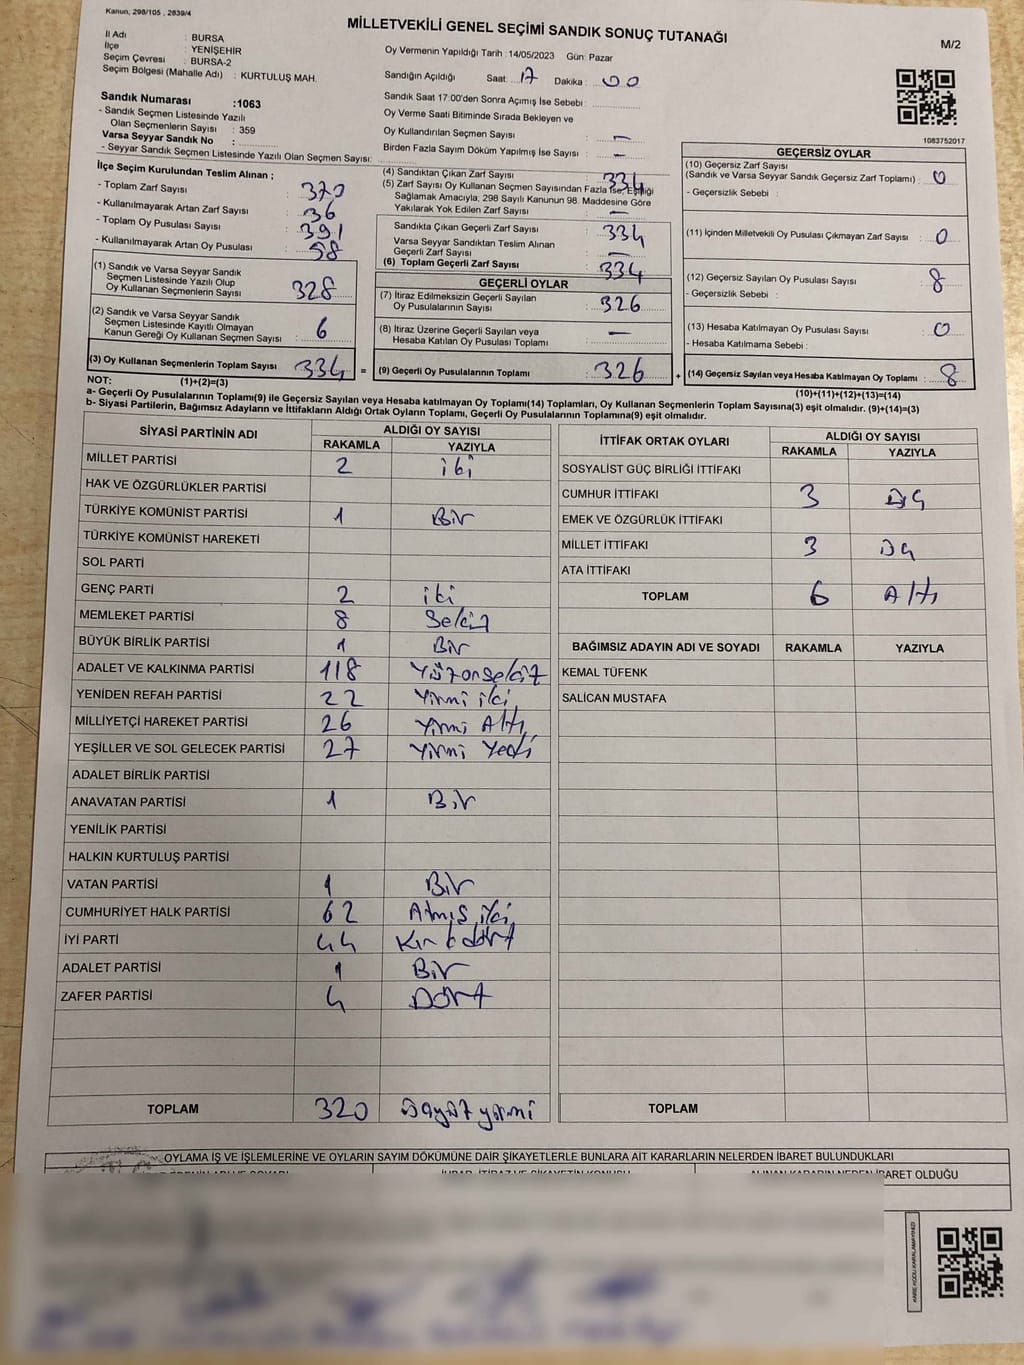 Kanun, 298/105 , 2839/4
MİLLETVEKİLİ GENEL SEÇİMİ SANDIK SONUÇ TUTANAĞI
M/2
İl Adı : BURSA
İlçe : YENİŞEHİR
Seçim Çevresi : BURSA-2
Seçim Bölgesi (Mahalle Adı) : KURTULUŞ MAH.
Sandık Numarası :1063
- Sandık Seçmen Listesinde Yazılı
Olan Seçmenlerin Sayısı : 359
Varsa Seyyar Sandık No :
- Seyyar Sandık Seçmen Listesinde Yazılı Olan Seçmen Sayısı:
Oy Vermenin Yapıldığı Tarih : 14/05/2023 Gün: Pazar
Sandığın Açıldığı Saat: 17 Dakika : 00
Sandık Saat 17:00'den Sonra Açımış İse Sebebi :
Oy Verme Saati Bitiminde Sırada Bekleyen ve
Oy Kullandırılan Seçmen Sayısı : —
Birden Fazla Sayım Döküm Yapılmış İse Sayısı : —
1083752017
İlçe Seçim Kurulundan Teslim Alınan ;
- Toplam Zarf Sayısı : 370
- Kullanılmayarak Artan Zarf Sayısı : 36
- Toplam Oy Pusulası Sayısı : 391
- Kullanılmayarak Artan Oy Pusulası : 58
(1) Sandık ve Varsa Seyyar Sandık
Seçmen Listesinde Yazılı Olup
Oy Kullanan Seçmenlerin Sayısı : 328
(2) Sandık ve Varsa Seyyar Sandık
Seçmen Listesinde Kayıtlı Olmayan
Kanun Gereği Oy Kullanan Seçmen Sayısı : 6
(3) Oy Kullanan Seçmenlerin Toplam Sayısı : 334 =
(4) Sandıktan Çıkan Zarf Sayısı : 334
(5) Zarf Sayısı Oy Kullanan Seçmen Sayısından Fazla İse, Eşitliği
Sağlamak Amacıyla, 298 Sayılı Kanunun 98. Maddesine Göre
Yakılarak Yok Edilen Zarf Sayısı : —
Sandıkta Çıkan Geçerli Zarf Sayısı : 334
Varsa Seyyar Sandıktan Teslim Alınan
Geçerli Zarf Sayısı : —
(6) Toplam Geçerli Zarf Sayısı : 334
GEÇERLİ OYLAR
(7) İtiraz Edilmeksizin Geçerli Sayılan
Oy Pusulalarının Sayısı : 326
(8) İtiraz Üzerine Geçerli Sayılan veya
Hesaba Katılan Oy Pusulası Toplamı : —
(9) Geçerli Oy Pusulalarının Toplamı : 326 +
GEÇERSİZ OYLAR
(10) Geçersiz Zarf Sayısı
(Sandık ve Varsa Seyyar Sandık Geçersiz Zarf Toplamı) : 0
- Geçersizlik Sebebi :
(11) İçinden Milletvekili Oy Pusulası Çıkmayan Zarf Sayısı : 0
(12) Geçersiz Sayılan Oy Pusulası Sayısı : 8
- Geçersizlik Sebebi :
(13) Hesaba Katılmayan Oy Pusulası Sayısı : 0
- Hesaba Katılmama Sebebi :
(14) Geçersiz Sayılan veya Hesaba Katılmayan Oy Toplamı : 8
NOT: (1)+(2)=(3) (10)+(11)+(12)+(13)=(14)
a- Geçerli Oy Pusulalarının Toplamı(9) ile Geçersiz Sayılan veya Hesaba katılmayan Oy Toplamı(14) Toplamları, Oy Kullanan Seçmenlerin Toplam Sayısına(3) eşit olmalıdır. (9)+(14)=(3)
b- Siyasi Partilerin, Bağımsız Adayların ve İttifakların Aldığı Ortak Oyların Toplamı, Geçerli Oy Pusulalarının Toplamına(9) eşit olmalıdır.
SİYASİ PARTİNİN ADI ALDIĞI OY SAYISI
RAKAMLA YAZIYLA
MİLLET PARTİSİ 2 iki
HAK VE ÖZGÜRLÜKLER PARTİSİ
TÜRKİYE KOMÜNİST PARTİSİ 1 Bir
TÜRKİYE KOMÜNİST HAREKETİ
SOL PARTİ
GENÇ PARTİ 2 iki
MEMLEKET PARTİSİ 8 Sekiz
BÜYÜK BİRLİK PARTİSİ 1 Bir
ADALET VE KALKINMA PARTİSİ 118 Yüzonsekiz
YENİDEN REFAH PARTİSİ 22 Yirmi iki
MİLLİYETÇİ HAREKET PARTİSİ 26 Yirmi Altı
YEŞİLLER VE SOL GELECEK PARTİSİ 27 Yirmi Yedi
ADALET BİRLİK PARTİSİ
ANAVATAN PARTİSİ 1 Bir
YENİLİK PARTİSİ
HALKIN KURTULUŞ PARTİSİ
VATAN PARTİSİ 1 Bir
CUMHURİYET HALK PARTİSİ 62 Atmış iki
İYİ PARTİ 44 Kırkdört
ADALET PARTİSİ 1 Bir
ZAFER PARTİSİ 4 Dört
TOPLAM 320 üçyüz yirmi
İTTİFAK ORTAK OYLARI ALDIĞI OY SAYISI
RAKAMLA YAZIYLA
SOSYALİST GÜÇ BİRLİĞİ İTTİFAKI
CUMHUR İTTİFAKI 3 üç
EMEK VE ÖZGÜRLÜK İTTİFAKI
MİLLET İTTİFAKI 3 üç
ATA İTTİFAKI
TOPLAM 6 Altı
BAĞIMSIZ ADAYIN ADI VE SOYADI RAKAMLA YAZIYLA
KEMAL TÜFENK
SALİCAN MUSTAFA
TOPLAM
OYLAMA İŞ VE İŞLEMLERİNE VE OYLARIN SAYIM DÖKÜMÜNE DAİR ŞİKAYETLERLE BUNLARA AİT KARARLARIN NELERDEN İBARET BULUNDUKLARI
İHBAR, İTİRAZ VE ŞİKAYETİN KONUSU ALINAN KARARIN NEDEN İBARET OLDUĞU